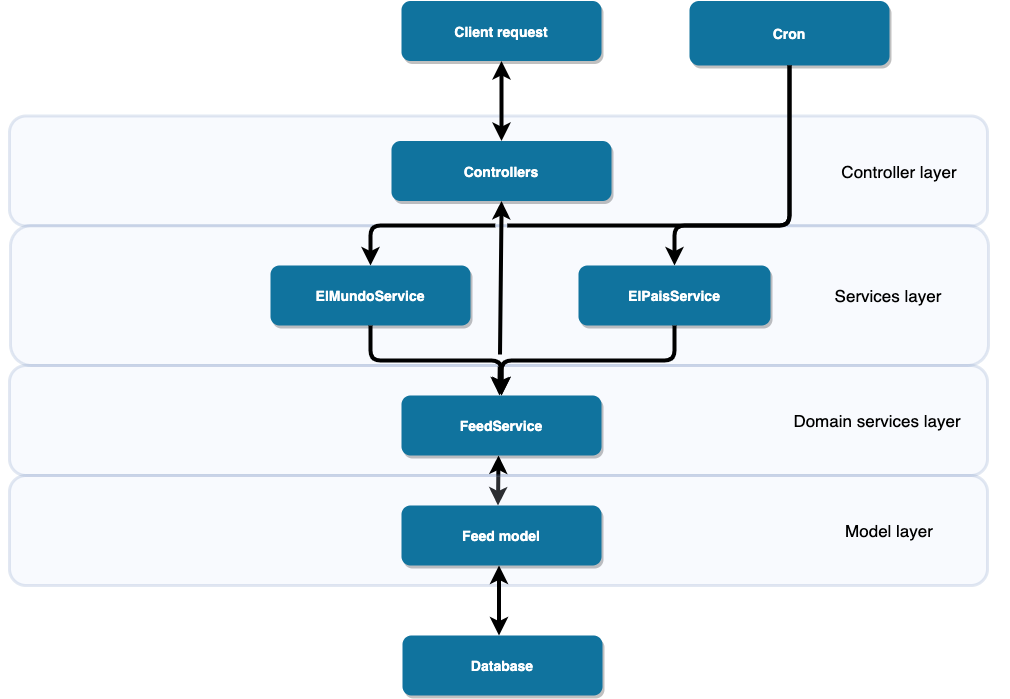 Client request
Cron
Controllers
Controller layer
ElMundoService
ElPaisService
Services layer
FeedService
Domain services layer
Feed model
Model layer
Database